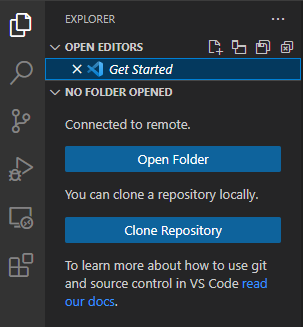 EXPLORER
OPEN EDITORS
Get Started
NO FOLDER OPENED
Connected to remote.
Open Folder
You can clone a repository locally.
Clone Repository
To learn more about how to use git
and source control in VS Code read
our docs.